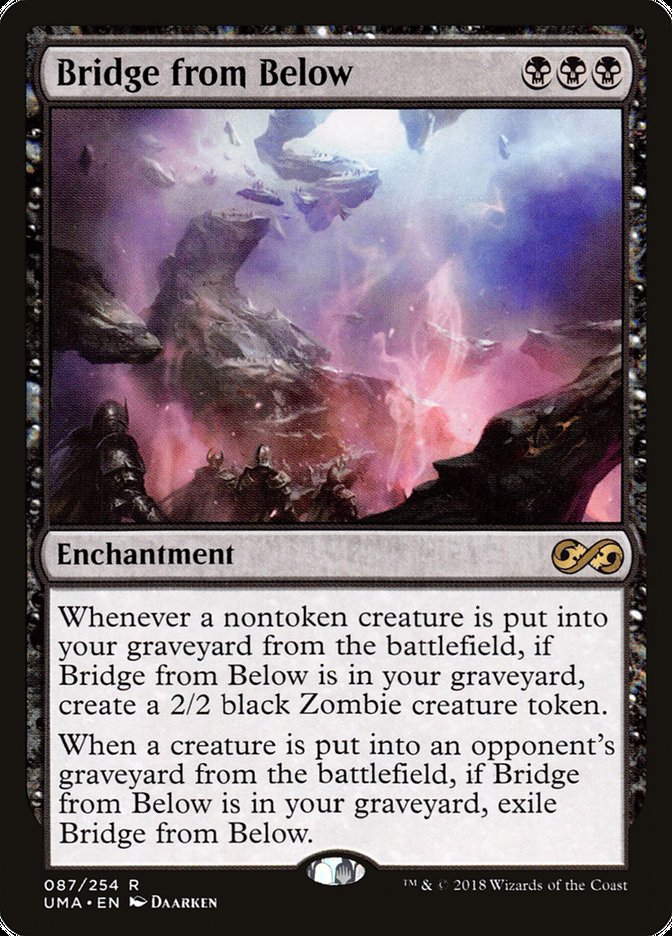 Bridge from Below
Enchantment
Whenever a nontoken creature is put into
your graveyard from the battlefield, if
Bridge from Below is in your graveyard,
create a 2/2 black Zombie creature token.
When a creature is put into an opponent's
graveyard from the battlefield, if Bridge
from Below is in your graveyard, exile
Bridge from Below.
087/254 R
™ & © 2018 Wizards of the Coast
UMA • EN DAARKEN